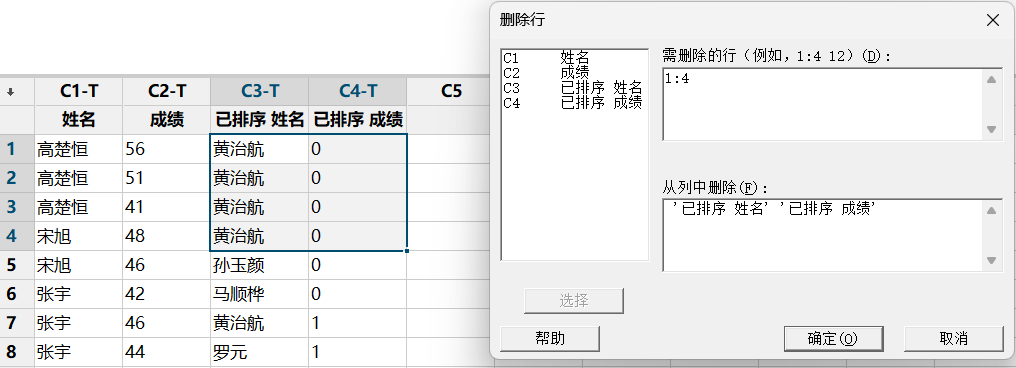 删除行
C1 姓名
C2 成绩
C3 已排序 姓名
C4 已排序 成绩
需删除的行（例如，1:4 12）(D)：
1:4
从列中删除(F)：
'已排序 姓名' '已排序 成绩'
选择
帮助
确定(O)
取消
C1-T C2-T C3-T C4-T C5
姓名 成绩 已排序 姓名 已排序 成绩
1 高楚恒 56 黄治航 0
2 高楚恒 51 黄治航 0
3 高楚恒 41 黄治航 0
4 宋旭 48 黄治航 0
5 宋旭 46 孙玉颜 0
6 张宇 42 马顺桦 0
7 张宇 46 黄治航 1
8 张宇 44 罗元 1